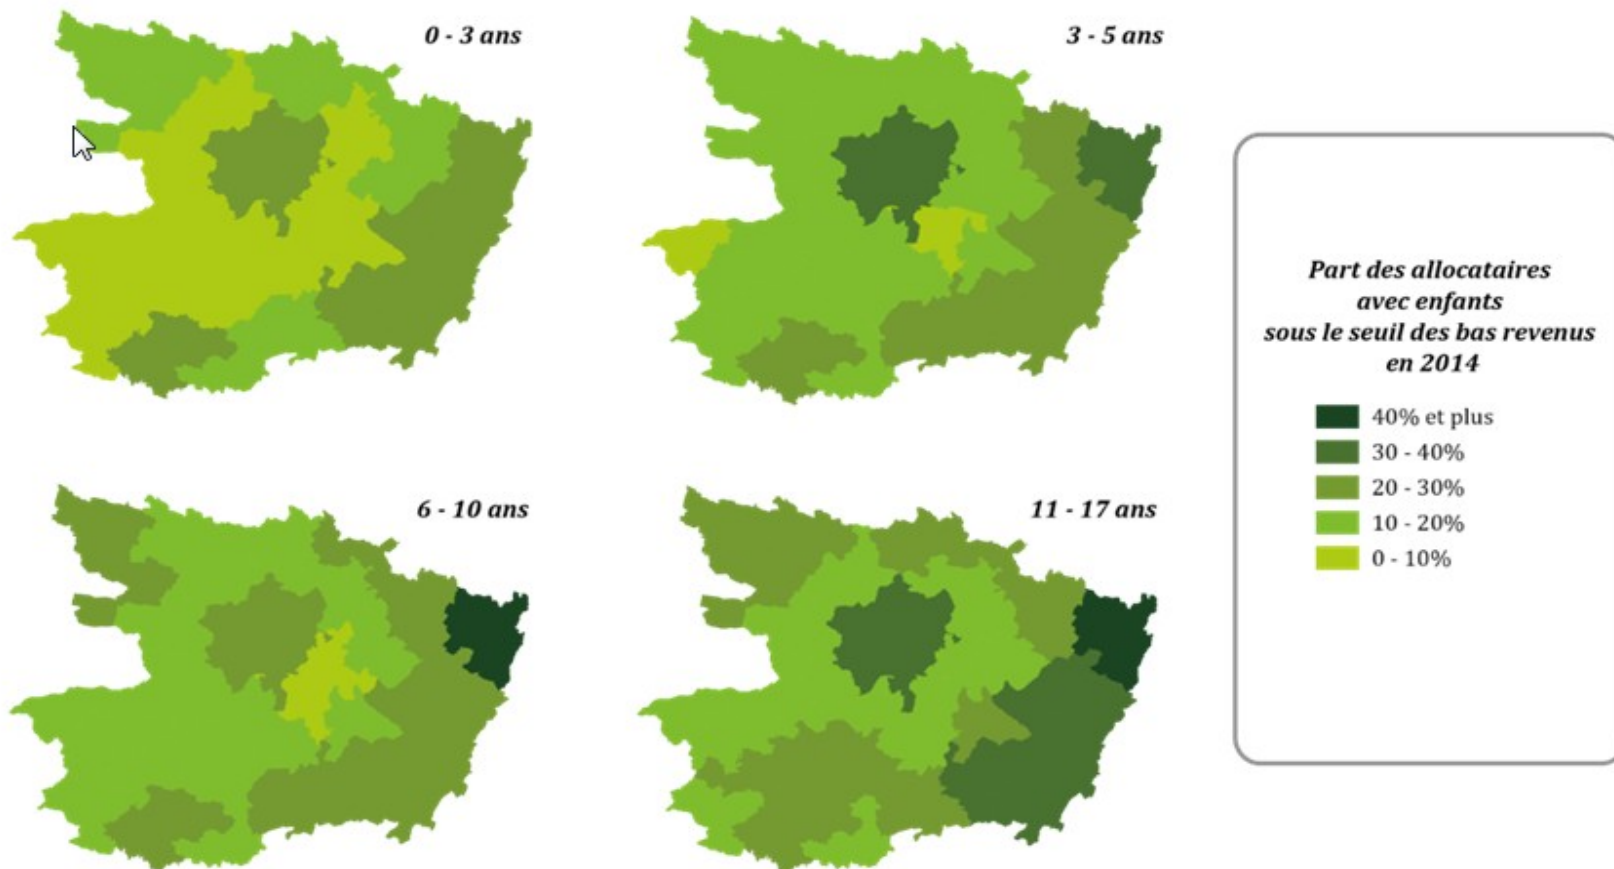 0 - 3 ans
3 - 5 ans
6 - 10 ans
11 - 17 ans
Part des allocataires
avec enfants
sous le seuil des bas revenus
en 2014
40% et plus
30 - 40%
20 - 30%
10 - 20%
0 - 10%